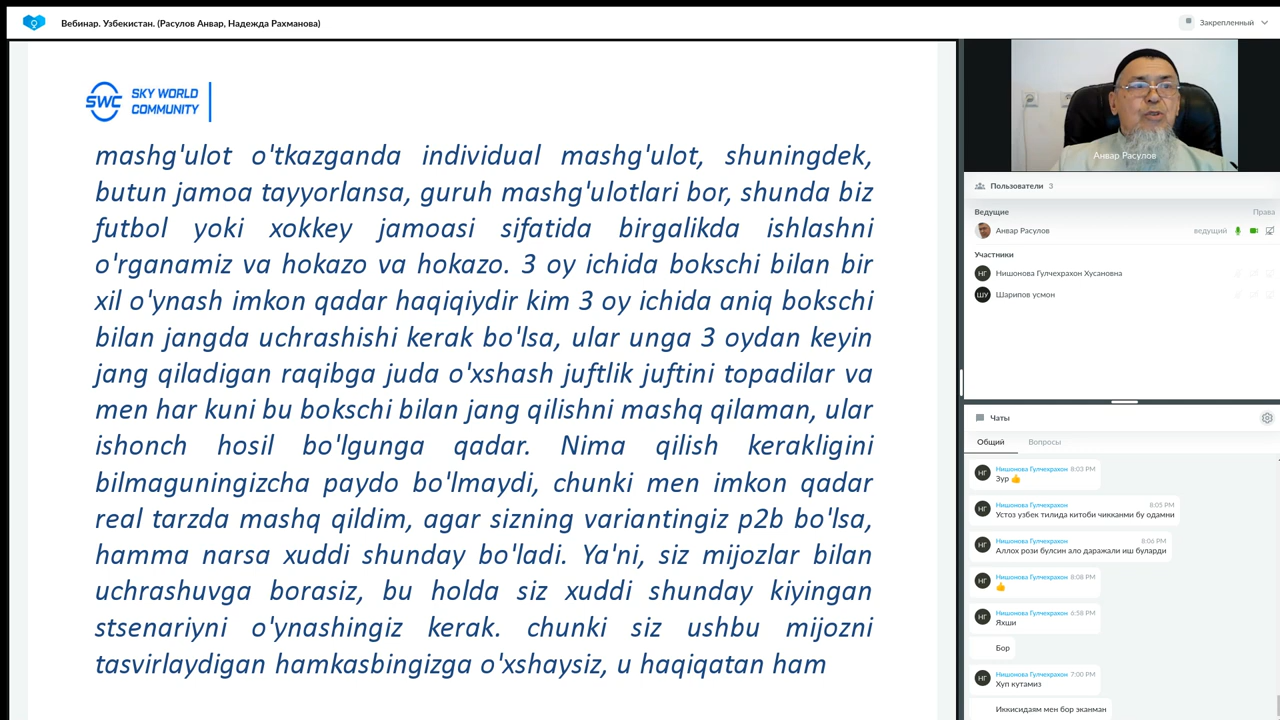 Вебинар. Узбекистан. (Расулов Анвар, Надежда Рахманова)
Закрепленный
SWC
SKY WORLD
COMMUNITY
mashg'ulot o'tkazganda individual mashg'ulot, shuningdek,
butun jamoa tayyorlansa, guruh mashg'ulotlari bor, shunda biz
futbol yoki xokkey jamoasi sifatida birgalikda ishlashni
o'rganamiz va hokazo va hokazo. 3 oy ichida bokschi bilan bir
xil o'ynash imkon qadar haqiqiydir kim 3 oy ichida aniq bokschi
bilan jangda uchrashishi kerak bo'lsa, ular unga 3 oydan keyin
jang qiladigan raqibga juda o'xshash juftlik juftini topadilar va
men har kuni bu bokschi bilan jang qilishni mashq qilaman, ular
ishonch hosil bo'lgunga qadar. Nima qilish kerakligini
bilmaguningizcha paydo bo'lmaydi, chunki men imkon qadar
real tarzda mashq qildim, agar sizning variantingiz p2b bo'lsa,
hamma narsa xuddi shunday bo'ladi. Ya'ni, siz mijozlar bilan
uchrashuvga borasiz, bu holda siz xuddi shunday kiyingan
stsenariyni o'ynashingiz kerak. chunki siz ushbu mijozni
tasvirlaydigan hamkasbingizga o'xshaysiz, u haqiqatan ham
Анвар Расулов
Пользователи 3
Ведущие Права
Анвар Расулов ведущий
Участники
НГ Нишонова Гулчехрахон Хусановна
ШУ Шарипов усмон
Чаты
Общий Вопросы
НГ Нишонова Гулчехрахон 8:03 PM
Зур 👍
НГ Нишонова Гулчехрахон 8:05 PM
Устоз узбек тилида китоби чикканми бу одамни
НГ Нишонова Гулчехрахон 8:06 PM
Аллох рози булсин ало даражали иш буларди
НГ Нишонова Гулчехрахон 8:08 PM
👍
НГ Нишонова Гулчехрахон 6:58 PM
Яхши
Бор
НГ Нишонова Гулчехрахон 7:00 PM
Хуп кутамиз
Иккисидаям мен бор эканман